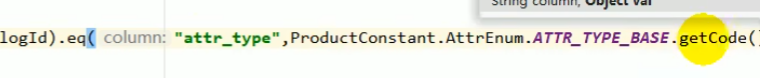 String column, Object val
logId).eq( column: "attr_type",ProductConstant.AttrEnum.ATTR_TYPE_BASE.getCode()